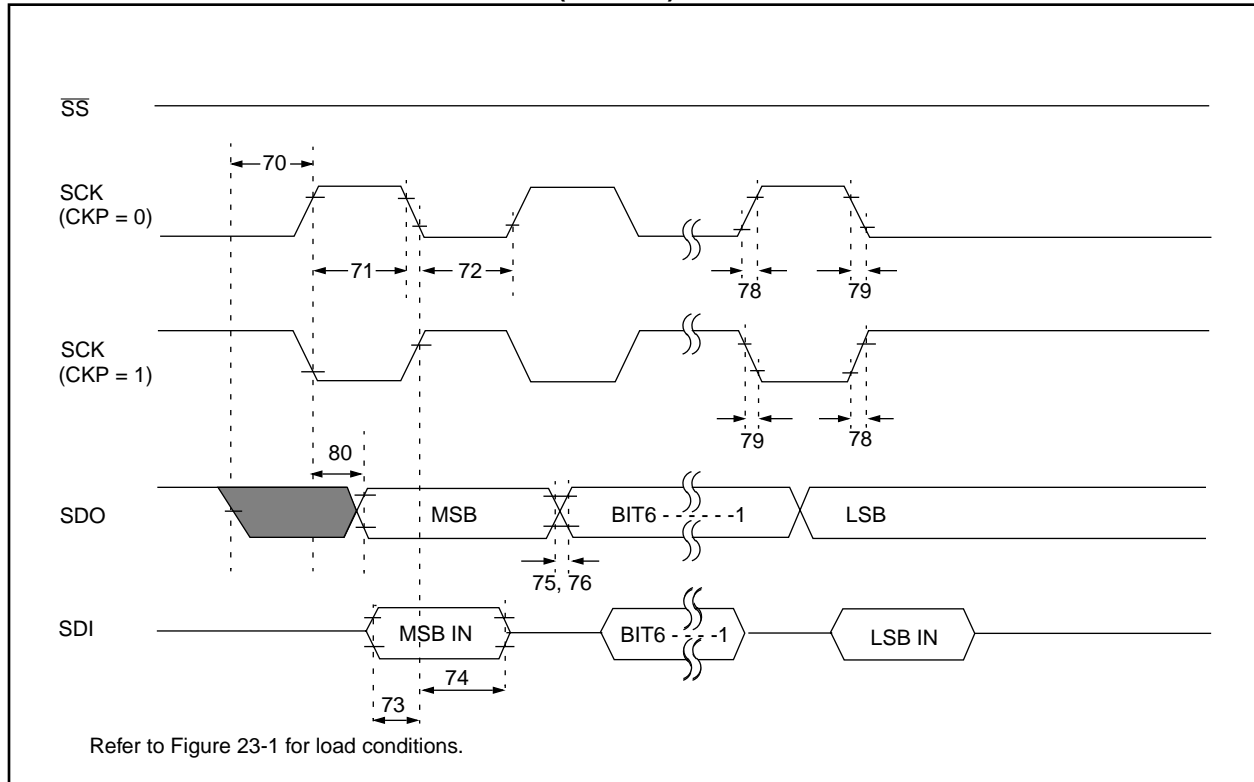 SS
70
SCK
(CKP = 0)
71
72
78
79
SCK
(CKP = 1)
79
78
80
SDO
MSB
BIT6 - - - - - -1
LSB
75, 76
SDI
MSB IN
BIT6 - - - - -1
LSB IN
74
73
Refer to Figure 23-1 for load conditions.